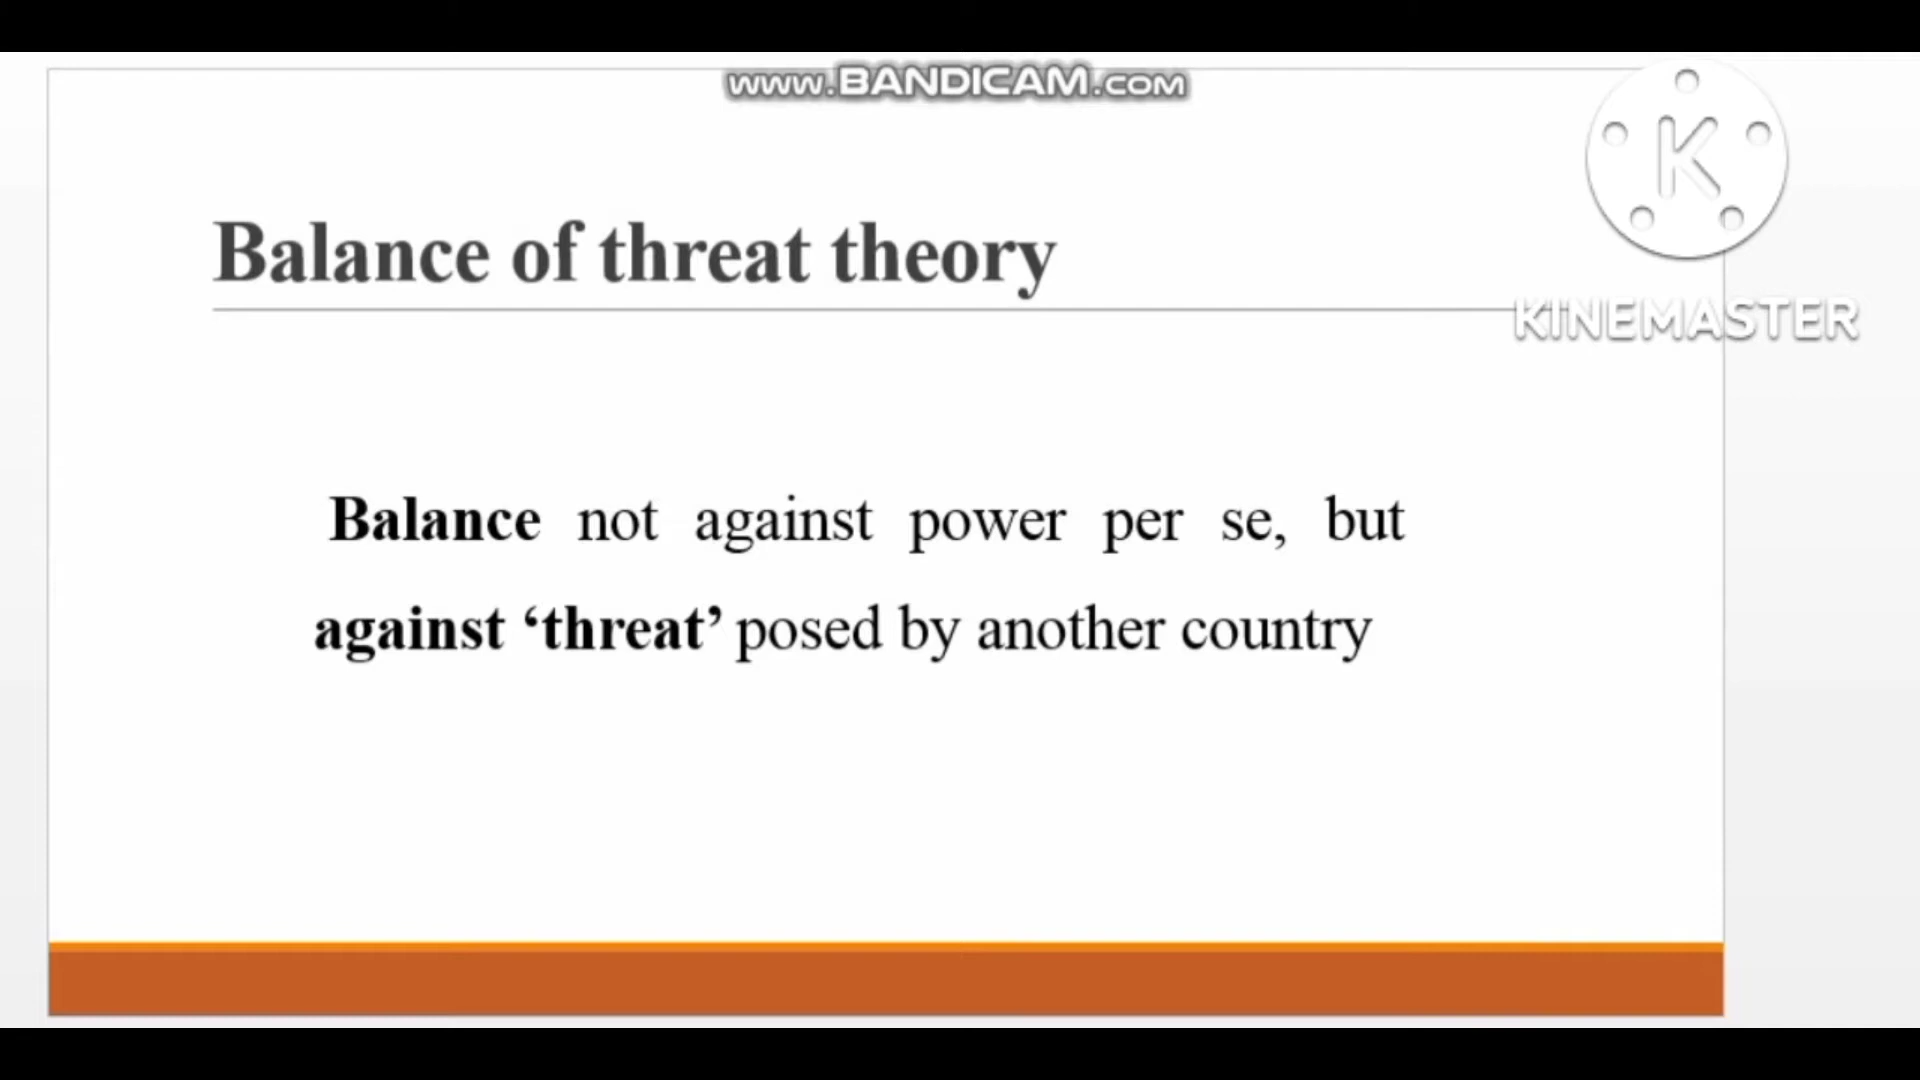 www.BANDICAM.com
K
KINEMASTER
Balance of threat theory
Balance not against power per se, but
against ‘threat’ posed by another country